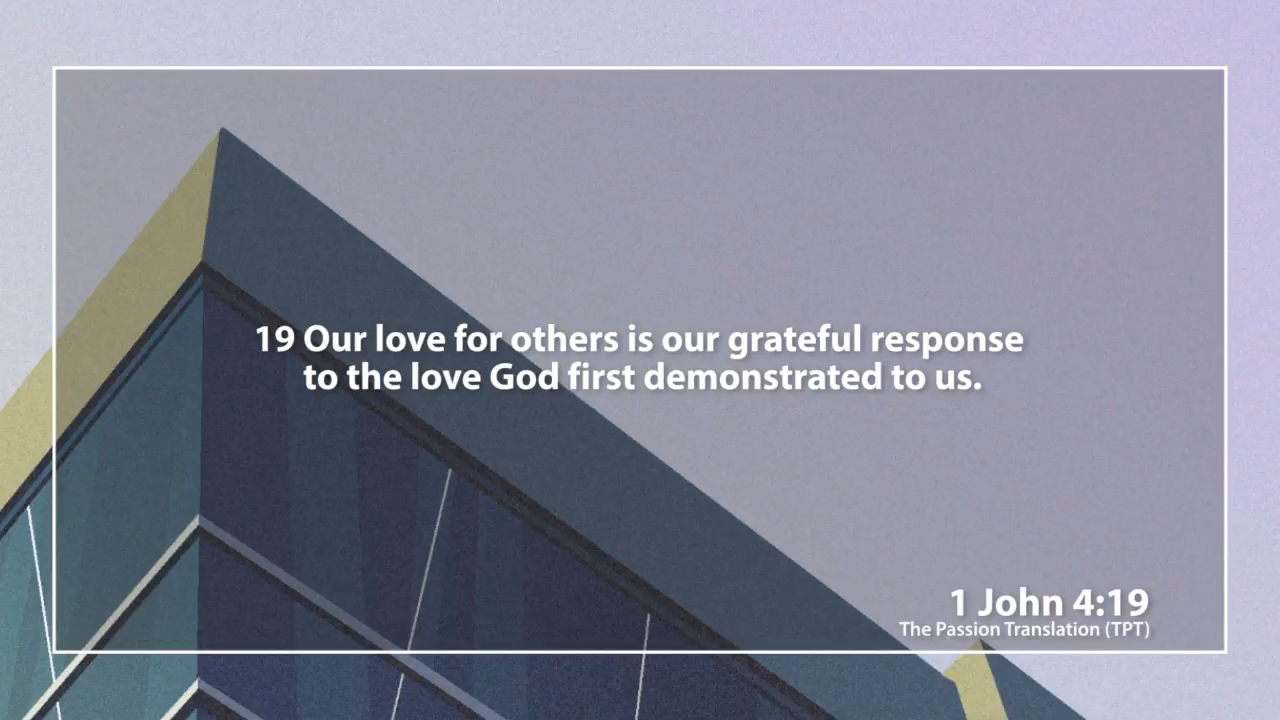 19 Our love for others is our grateful response
to the love God first demonstrated to us.
1 John 4:19
The Passion Translation (TPT)